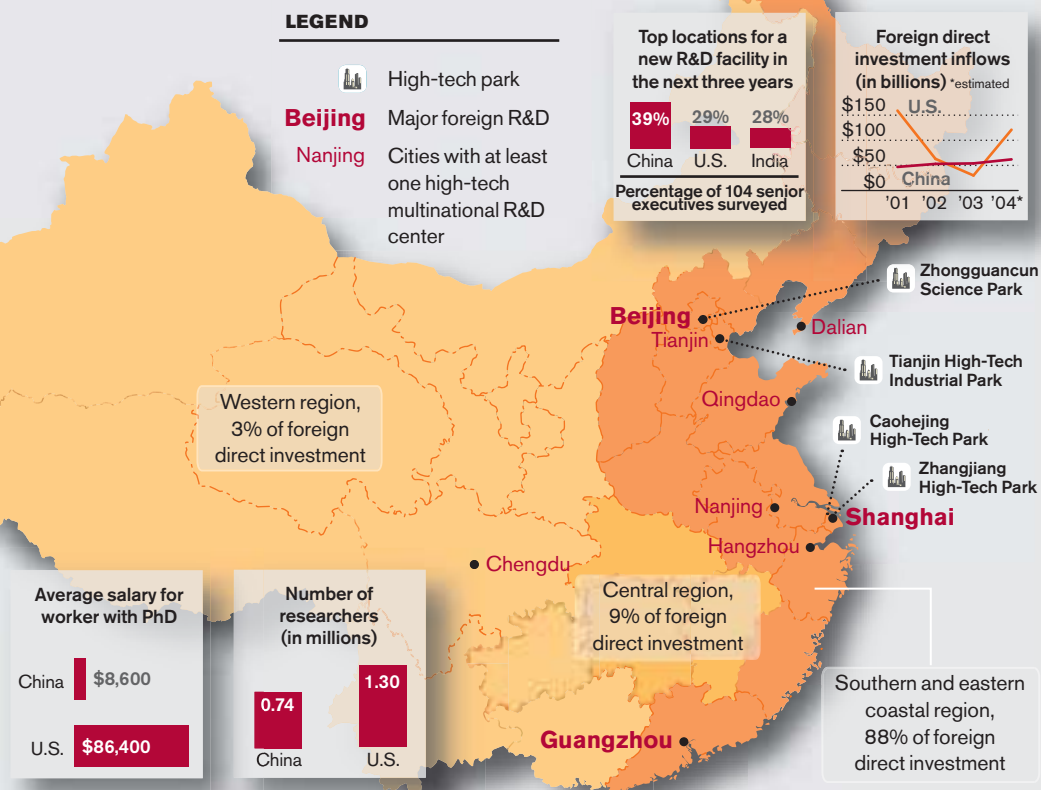 LEGEND
High-tech park
Beijing Major foreign R&D
Nanjing Cities with at least
one high-tech
multinational R&D
center
Top locations for a
new R&D facility in
the next three years
39% 29% 28%
China U.S. India
Percentage of 104 senior
executives surveyed
Foreign direct
investment inflows
(in billions) *estimated
$150 U.S.
$100
$50
$0 China
'01 '02 '03 '04*
Zhongguancun
Science Park
Beijing
Dalian
Tianjin
Tianjin High-Tech
Industrial Park
Qingdao
Western region,
3% of foreign
direct investment
Caohejing
High-Tech Park
Zhangjiang
High-Tech Park
Nanjing
Shanghai
Hangzhou
Chengdu
Central region,
9% of foreign
direct investment
Average salary for
worker with PhD
China $8,600
U.S. $86,400
Number of
researchers
(in millions)
0.74 1.30
China U.S.
Southern and eastern
coastal region,
88% of foreign
direct investment
Guangzhou